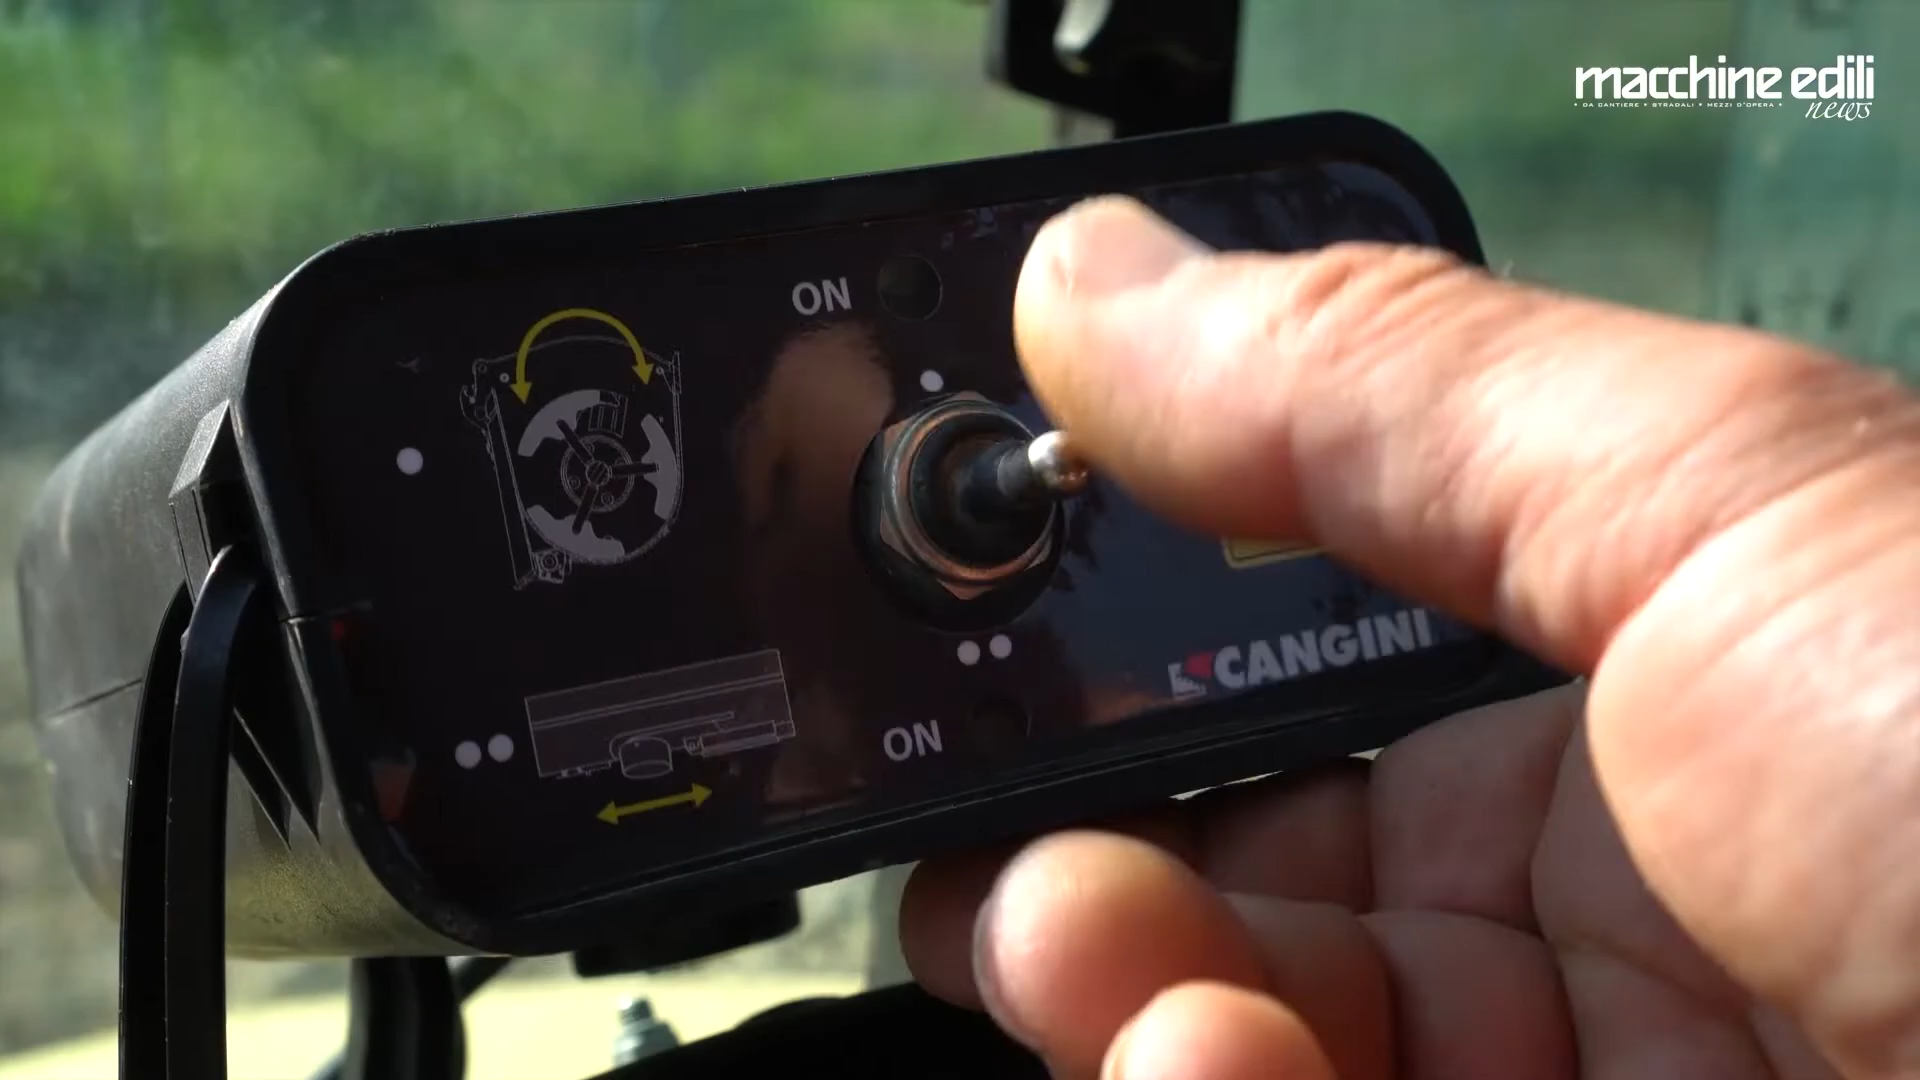 macchine edili
• DA CANTIERE • STRADALI • MEZZI D'OPERA •
news
ON
CANGINI
ON